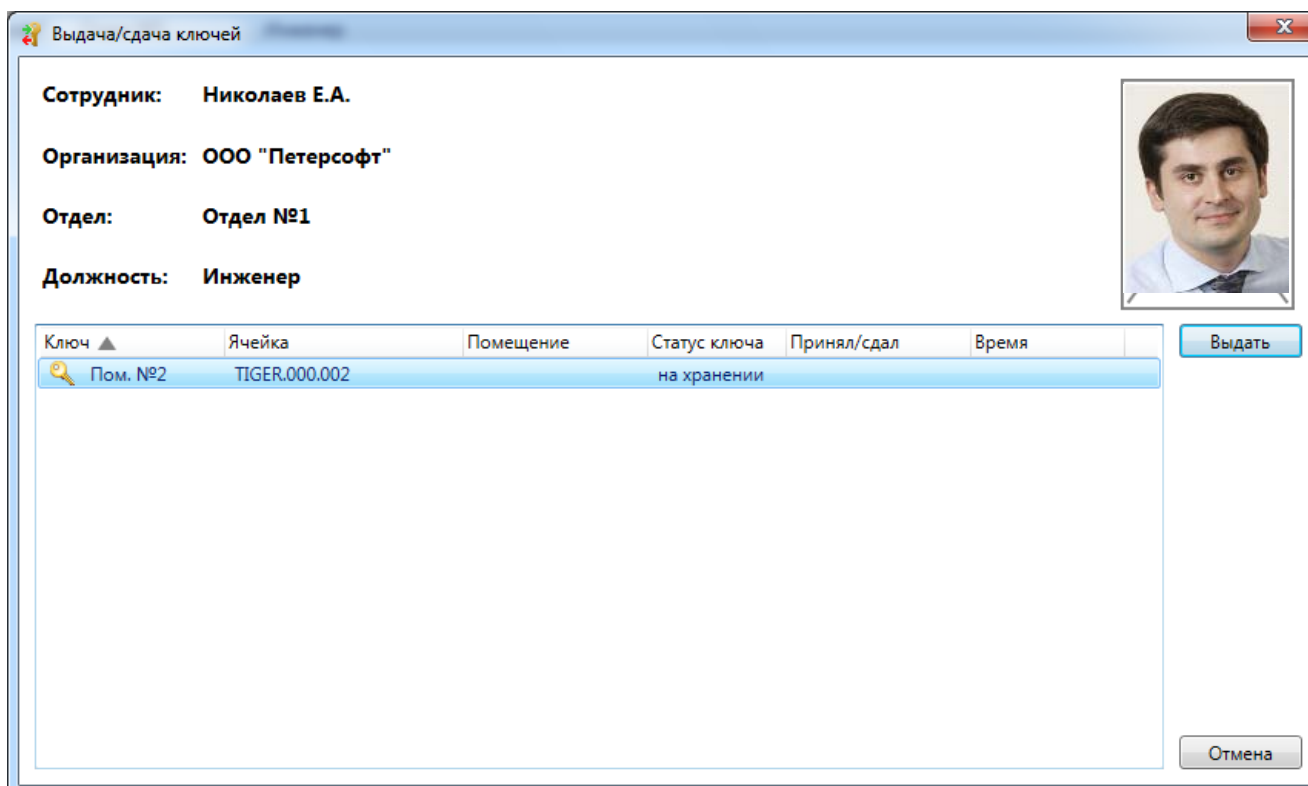 Выдача/сдача ключей
Сотрудник: Николаев Е.А.
Организация: ООО "Петерсофт"
Отдел: Отдел №1
Должность: Инженер
Ключ Ячейка Помещение Статус ключа Принял/сдал Время
Пом. №2 TIGER.000.002 на хранении
Выдать
Отмена